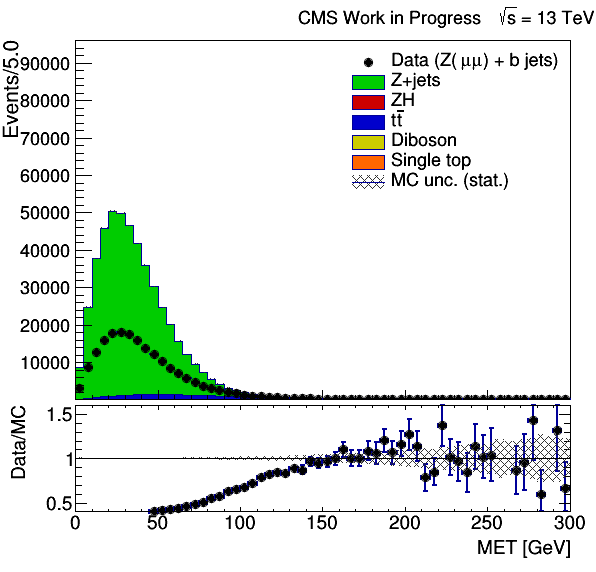 CMS Work in Progress √s = 13 TeV
Events/5.0
90000
80000
70000
60000
50000
40000
30000
20000
10000
Data (Z(μμ) + b jets)
Z+jets
ZH
tt̅
Diboson
Single top
MC unc. (stat.)
Data/MC
1.5
1
0.5
0 50 100 150 200 250 300
MET [GeV]